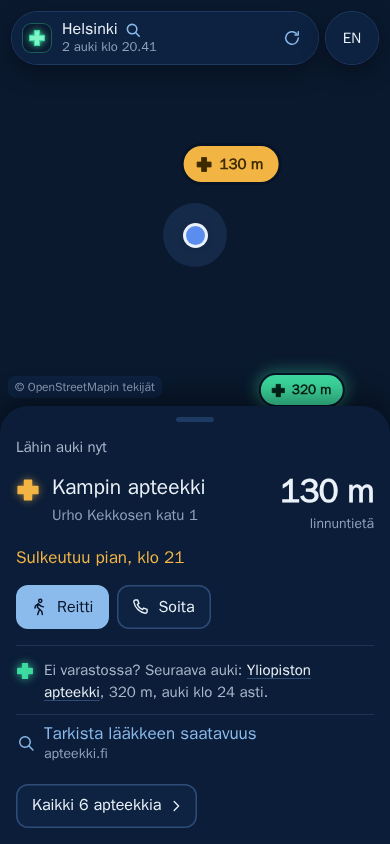 Helsinki
2 auki klo 20.41
EN
130 m
320 m
© OpenStreetMapin tekijät
Lähin auki nyt
Kampin apteekki
130 m
Urho Kekkosen katu 1
linnuntietä
Sulkeutuu pian, klo 21
Reitti
Soita
Ei varastossa? Seuraava auki: Yliopiston
apteekki, 320 m, auki klo 24 asti.
Tarkista lääkkeen saatavuus
apteekki.fi
Kaikki 6 apteekkia